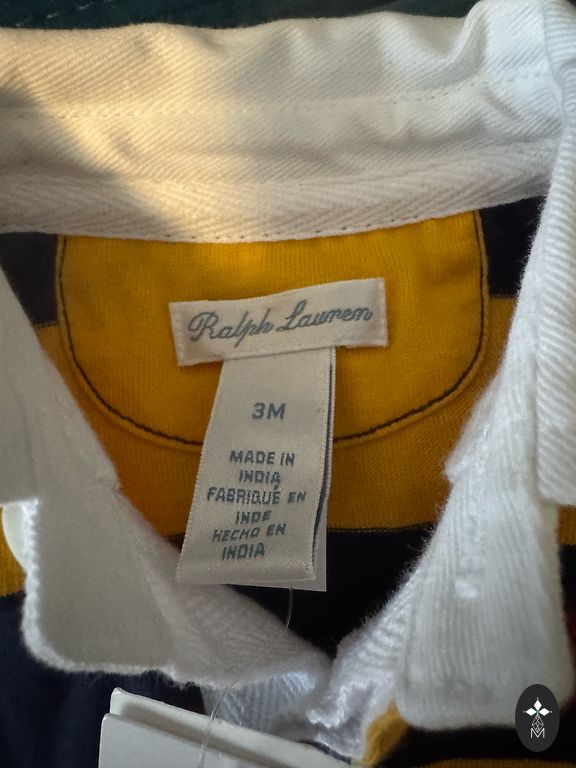 Ralph Lauren
3M
MADE IN
INDIA
FABRIQUÉ EN
INDE
HECHO EN
INDIA
M